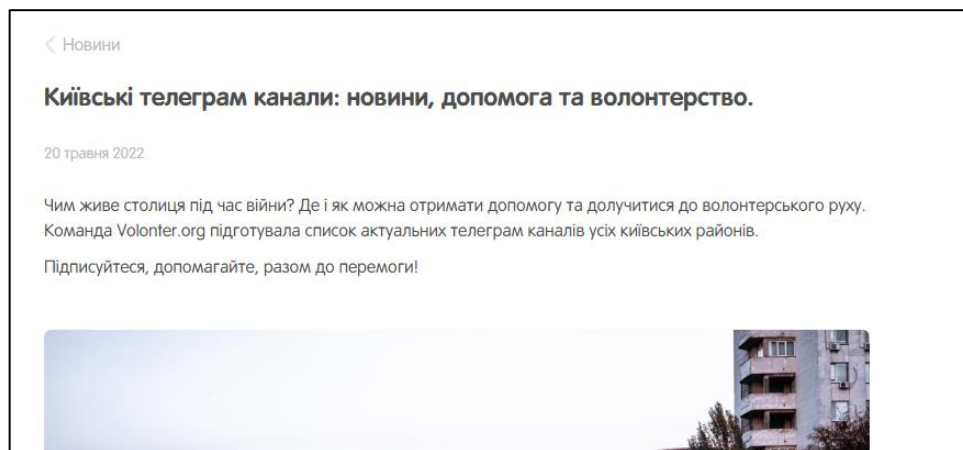 Новини
Київські телеграм канали: новини, допомога та волонтерство.
20 травня 2022
Чим живе столиця під час війни? Де і як можна отримати допомогу та долучитися до волонтерського руху.
Команда Volonter.org підготувала список актуальних телеграм каналів усіх київських районів.
Підписуйтеся, допомагайте, разом до перемоги!